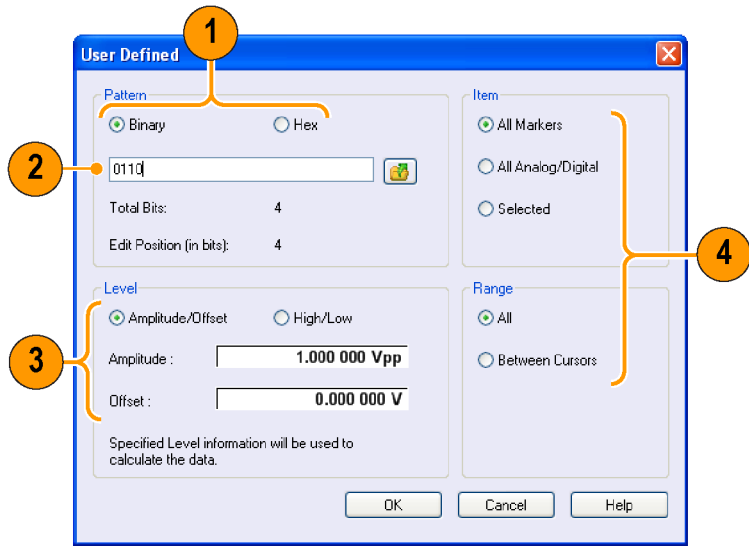 1
User Defined
Pattern
Binary
Hex
2
0110
Total Bits: 4
Edit Position (in bits): 4
Item
All Markers
All Analog/Digital
Selected
4
Level
3
Amplitude/Offset
High/Low
Amplitude : 1.000 000 Vpp
Offset : 0.000 000 V
Specified Level information will be used to
calculate the data.
Range
All
Between Cursors
OK
Cancel
Help